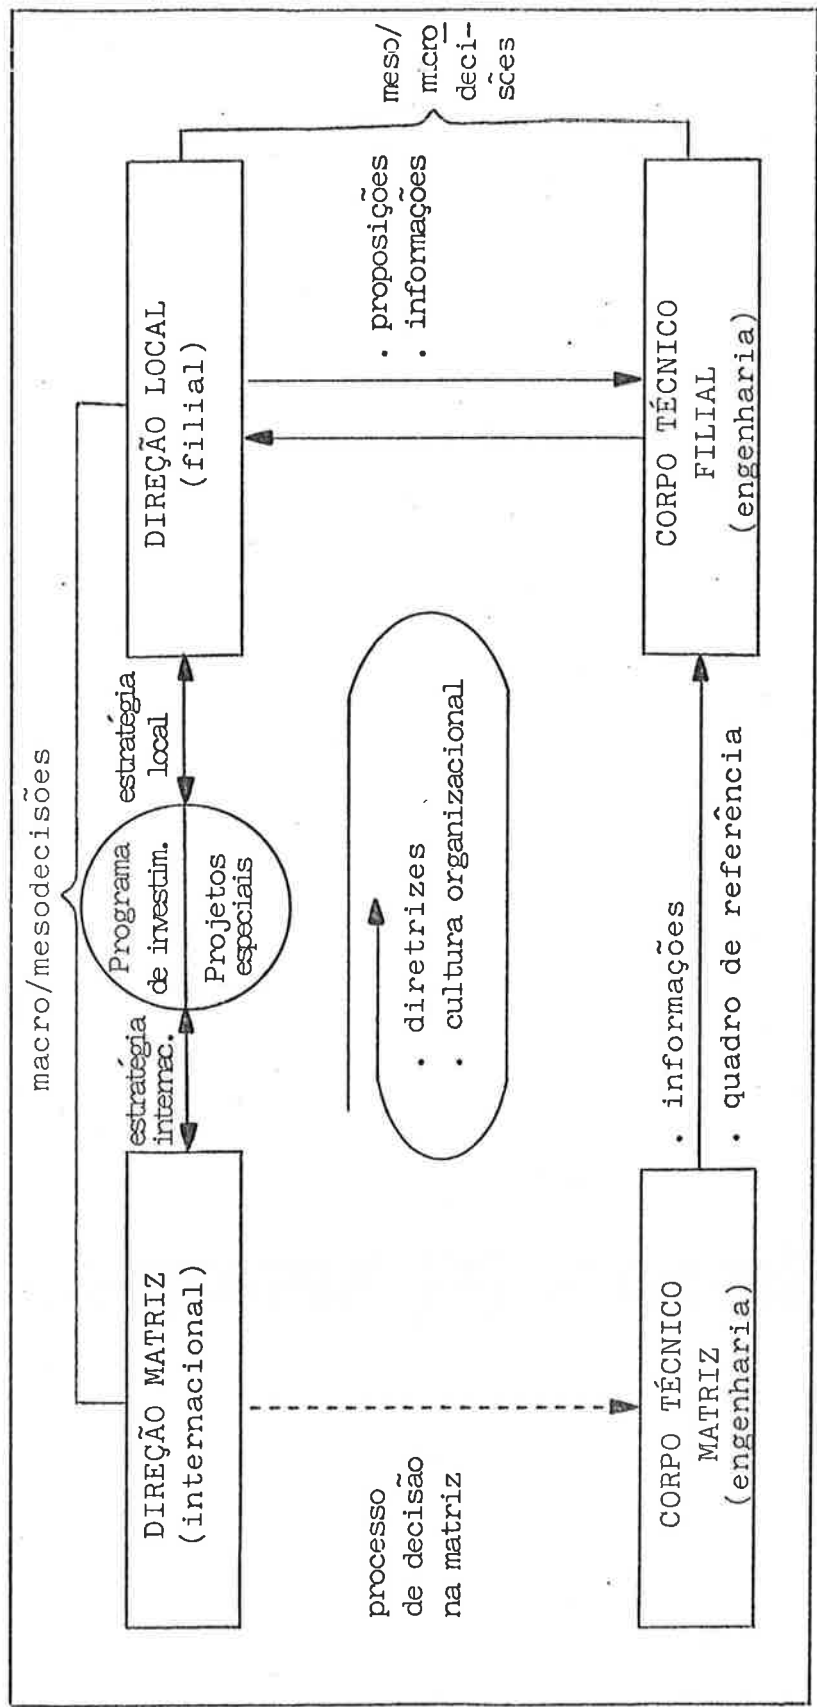 macro/mesodecisões
DIREÇÃO MATRIZ
(internacional)
estratégia
internac.
Programa
de investim.
Projetos
especiais
estratégia
local
DIREÇÃO LOCAL
(filial)
meso/
micro
deci-
sões
processo
de decisão
na matriz
· diretrizes
· cultura organizacional
· proposições
· informações
CORPO TÉCNICO
MATRIZ
(engenharia)
· informações
· quadro de referência
CORPO TÉCNICO
FILIAL
(engenharia)